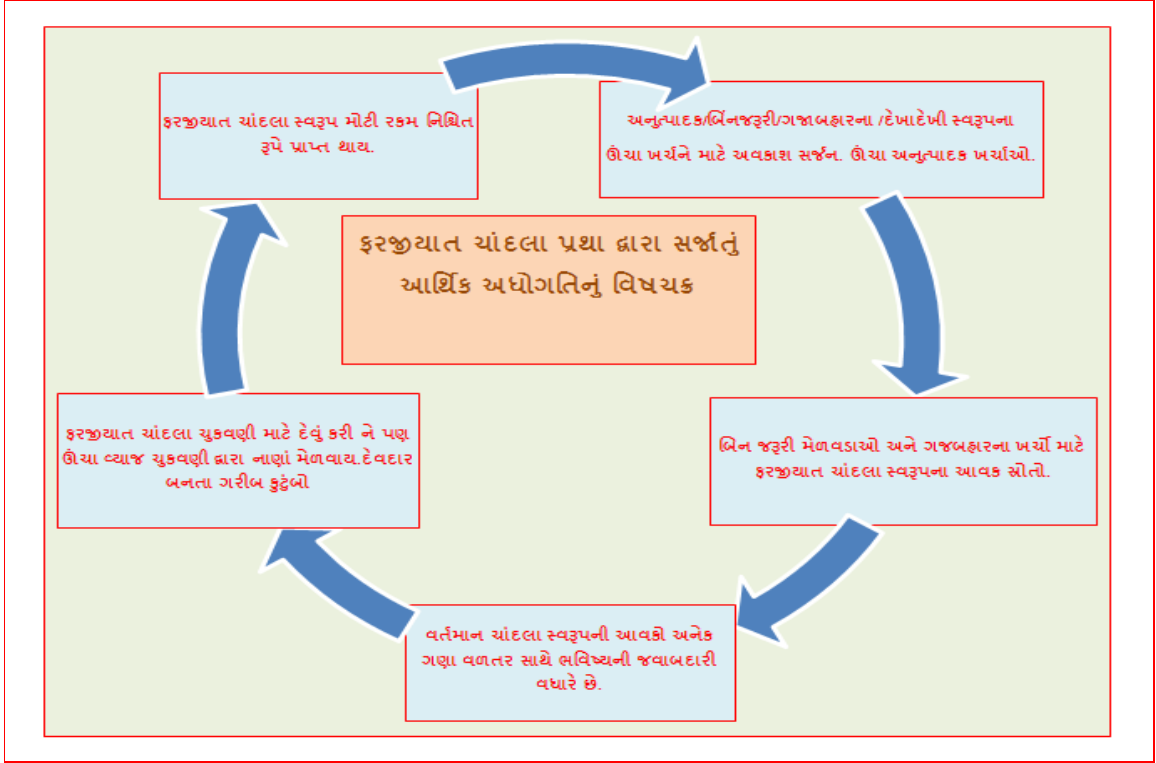 ફરજીયાત ચાંદલા સ્વરૂપ મોટી રકમ નિશ્ચિત
રૂપે પ્રાપ્ત થાય.
અનુત્પાદક/બિંનજરૂરી/ગજાબહારના /દેખાદેખી સ્વરૂપના
ઊંચા ખર્ચને માટે અવકાશ સર્જન. ઊંચા અનુત્પાદક ખર્ચાઓ.
ફરજીયાત ચાંદલા પ્રથા દ્વારા સર્જાતું
આર્થિક અધોગતિનું વિષચક્ર
બિન જરૂરી મેળવડાઓ અને ગજબહારના ખર્ચો માટે
ફરજીયાત ચાંદલા સ્વરૂપના આવક સ્રોતો.
વર્તમાન ચાંદલા સ્વરૂપની આવકો અનેક
ગણા વળતર સાથે ભવિષ્યની જવાબદારી
વધારે છે.
ફરજીયાત ચાંદલા ચુકવણી માટે દેવું કરી ને પણ
ઊંચા વ્યાજ ચુકવણી દ્વારા નાણાં મેળવાય.દેવદાર
બનતા ગરીબ કુટુંબો